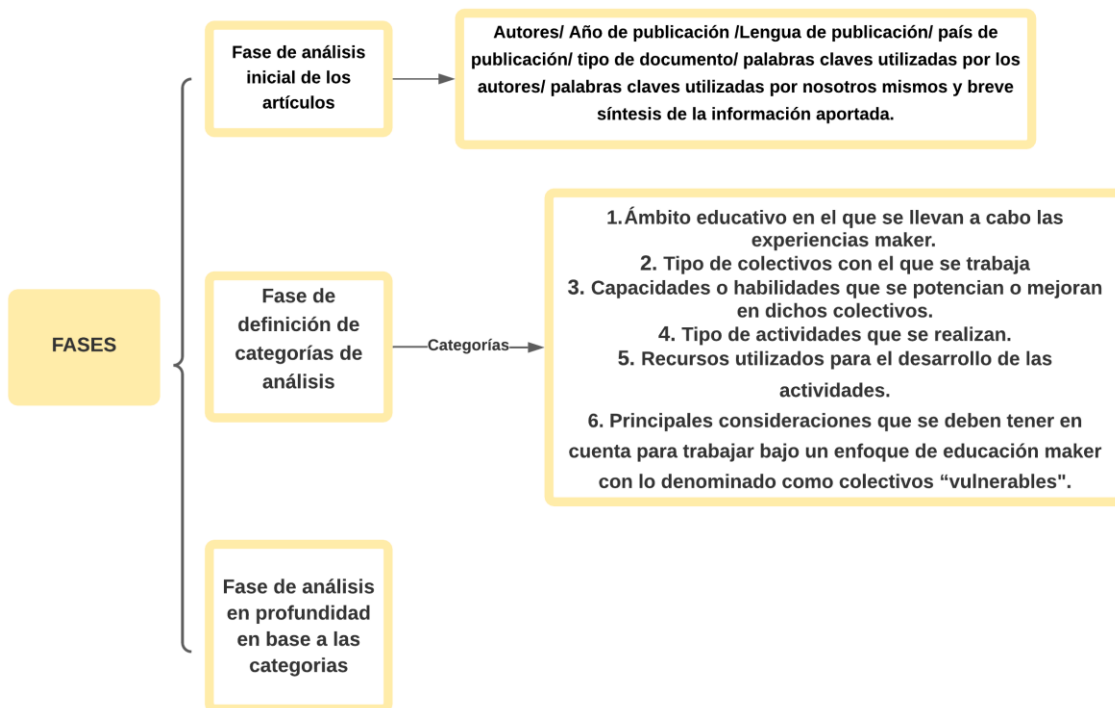 FASES
Fase de análisis
inicial de los
artículos
Autores/ Año de publicación /Lengua de publicación/ país de
publicación/ tipo de documento/ palabras claves utilizadas por los
autores/ palabras claves utilizadas por nosotros mismos y breve
síntesis de la información aportada.
Fase de
definición de
categorías de
análisis
Categorías
1.Ámbito educativo en el que se llevan a cabo las
experiencias maker.
2. Tipo de colectivos con el que se trabaja
3. Capacidades o habilidades que se potencian o mejoran
en dichos colectivos.
4. Tipo de actividades que se realizan.
5. Recursos utilizados para el desarrollo de las
actividades.
6. Principales consideraciones que se deben tener en
cuenta para trabajar bajo un enfoque de educación maker
con lo denominado como colectivos “vulnerables".
Fase de análisis
en profundidad
en base a las
categorias